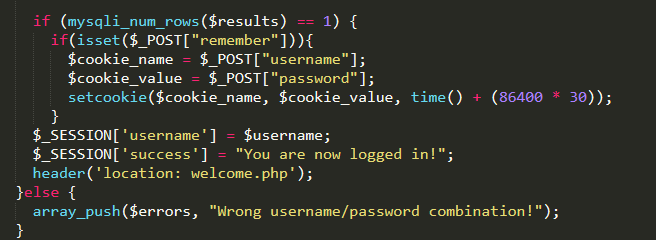 if (mysqli_num_rows($results) == 1) {
if(isset($_POST["remember"])){
$cookie_name = $_POST["username"];
$cookie_value = $_POST["password"];
setcookie($cookie_name, $cookie_value, time() + (86400 * 30));
}
$_SESSION['username'] = $username;
$_SESSION['success'] = "You are now logged in!";
header('location: welcome.php');
}else {
array_push($errors, "Wrong username/password combination!");
}